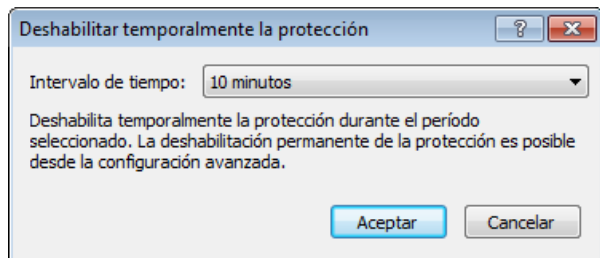 Deshabilitar temporalmente la protección
Intervalo de tiempo: 10 minutos
Deshabilita temporalmente la protección durante el período
seleccionado. La deshabilitación permanente de la protección es posible
desde la configuración avanzada.
Aceptar Cancelar